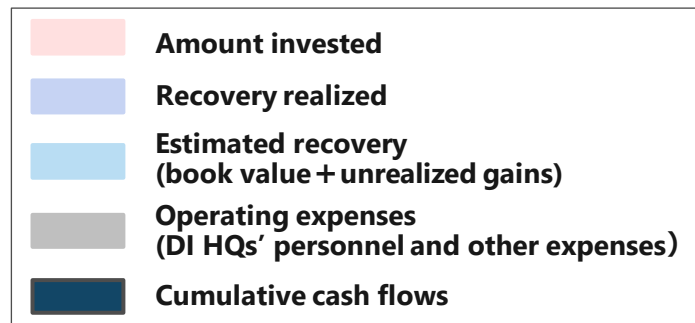 Amount invested
Recovery realized
Estimated recovery
(book value＋unrealized gains)
Operating expenses
(DI HQs’ personnel and other expenses）
Cumulative cash flows